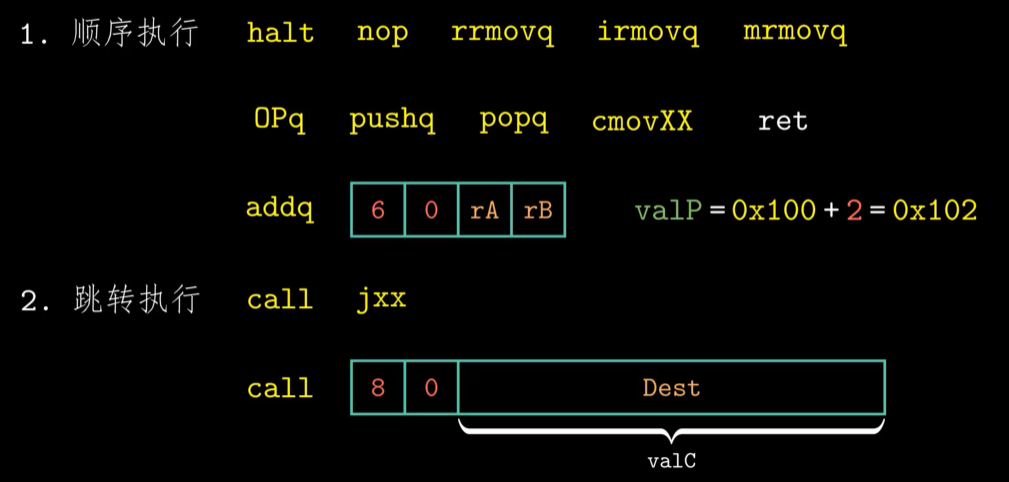 1. 顺序执行 halt nop rrmovq irmovq mrmovq
OPq pushq popq cmovXX ret
addq 6 0 rA rB valP = 0x100 + 2 = 0x102
2. 跳转执行 call jxx
call 8 0 Dest
valC